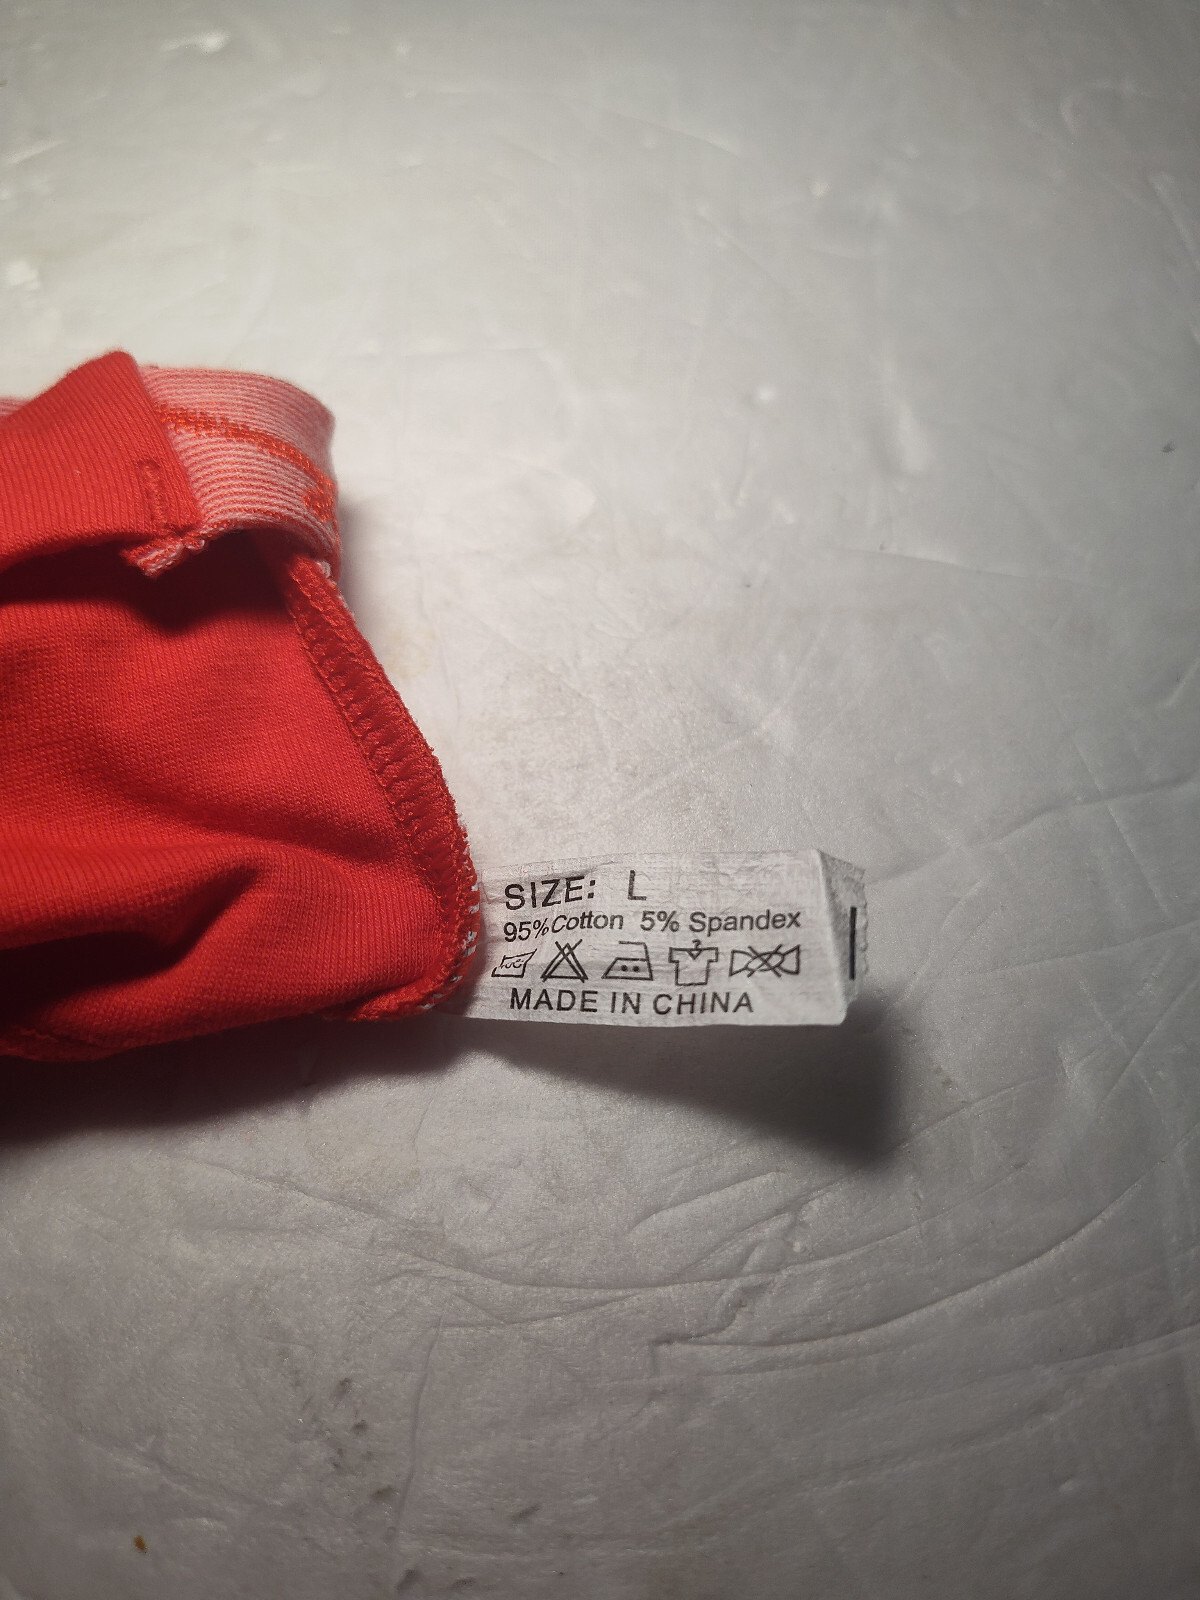 SIZE: L
95% Cotton 5% Spandex
MADE IN CHINA